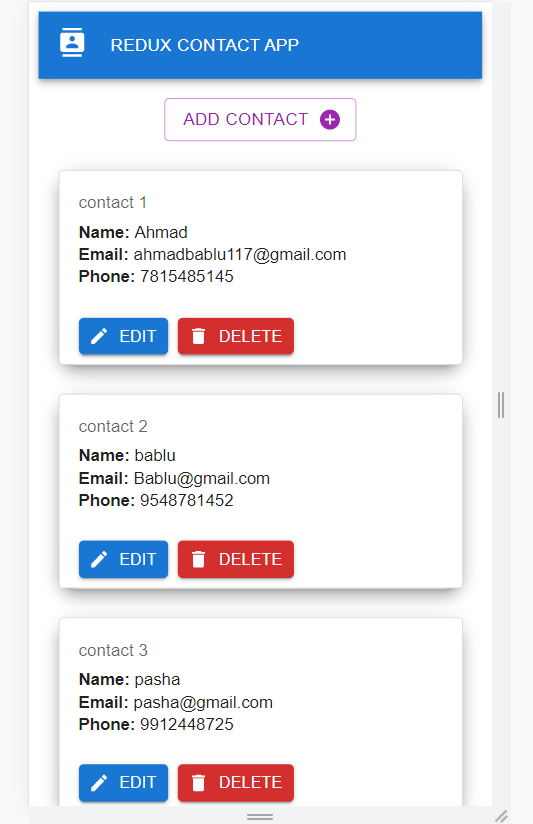 REDUX CONTACT APP
ADD CONTACT
contact 1
Name: Ahmad
Email: ahmadbablu117@gmail.com
Phone: 7815485145
EDIT DELETE
contact 2
Name: bablu
Email: Bablu@gmail.com
Phone: 9548781452
EDIT DELETE
contact 3
Name: pasha
Email: pasha@gmail.com
Phone: 9912448725
EDIT DELETE